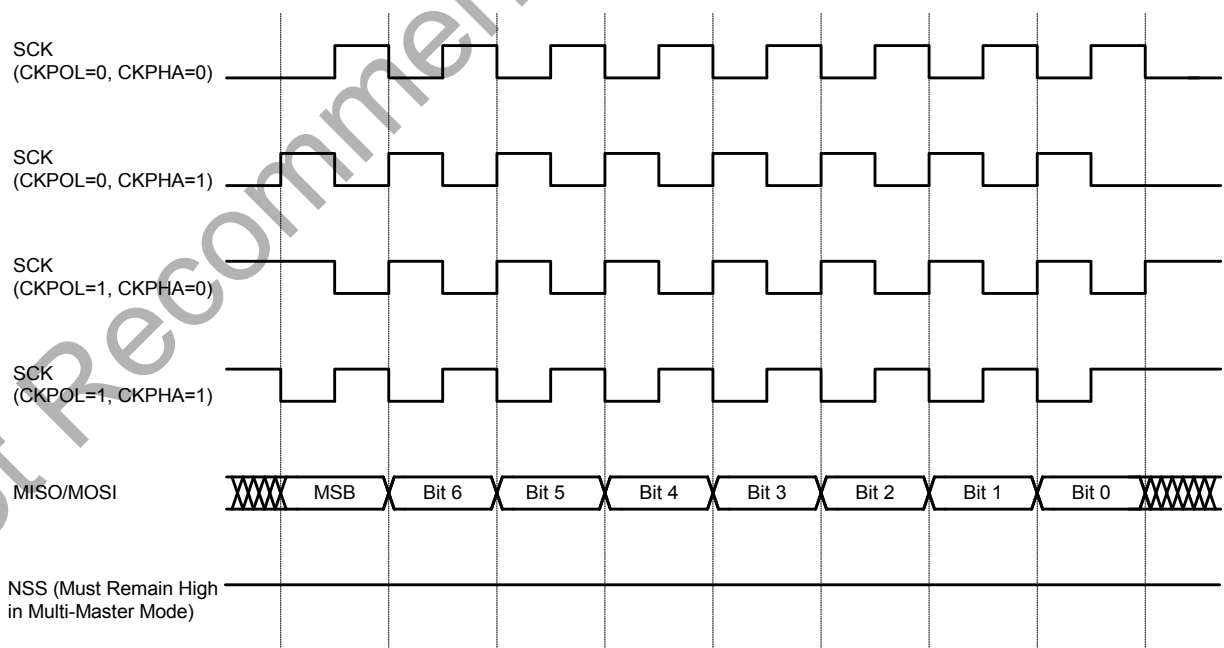 SCK
(CKPOL=0, CKPHA=0)
SCK
(CKPOL=0, CKPHA=1)
SCK
(CKPOL=1, CKPHA=0)
SCK
(CKPOL=1, CKPHA=1)
MISO/MOSI
MSB Bit 6 Bit 5 Bit 4 Bit 3 Bit 2 Bit 1 Bit 0
NSS (Must Remain High
in Multi-Master Mode)